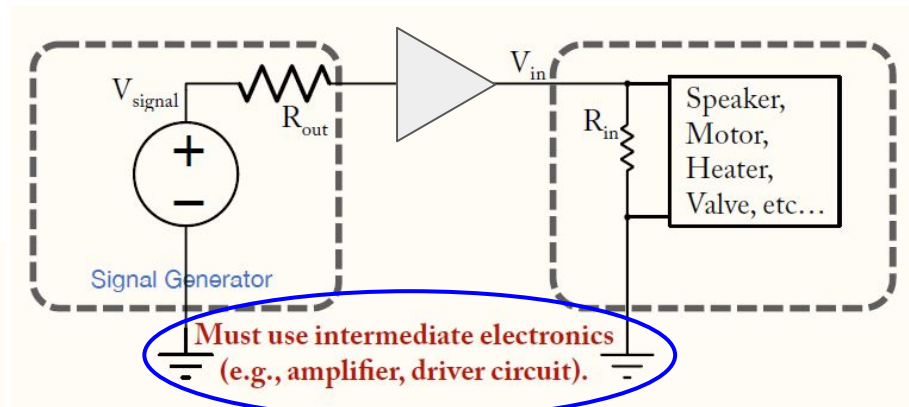 V_signal
R_out
V_in
R_in
Speaker,
Motor,
Heater,
Valve, etc…
+
−
Signal Generator
Must use intermediate electronics
(e.g., amplifier, driver circuit).